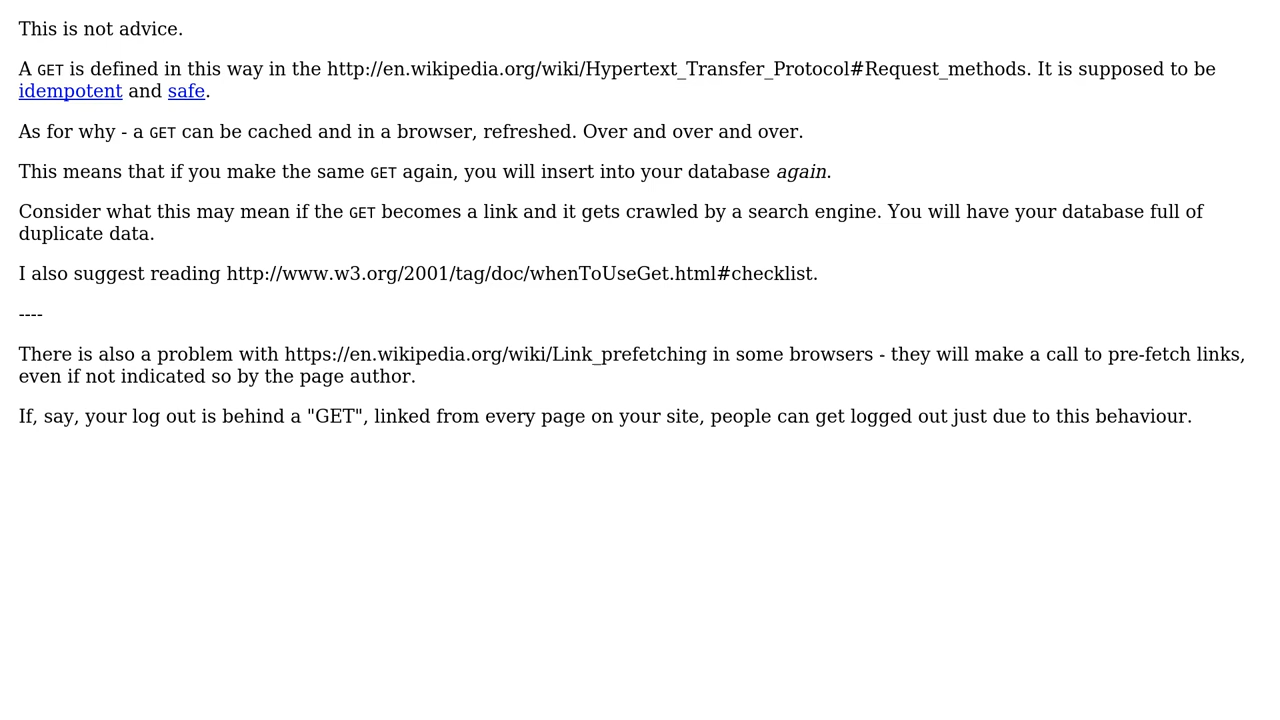 This is not advice.
A GET is defined in this way in the http://en.wikipedia.org/wiki/Hypertext_Transfer_Protocol#Request_methods. It is supposed to be
idempotent and safe.
As for why - a GET can be cached and in a browser, refreshed. Over and over and over.
This means that if you make the same GET again, you will insert into your database again.
Consider what this may mean if the GET becomes a link and it gets crawled by a search engine. You will have your database full of
duplicate data.
I also suggest reading http://www.w3.org/2001/tag/doc/whenToUseGet.html#checklist.
----
There is also a problem with https://en.wikipedia.org/wiki/Link_prefetching in some browsers - they will make a call to pre-fetch links,
even if not indicated so by the page author.
If, say, your log out is behind a "GET", linked from every page on your site, people can get logged out just due to this behaviour.